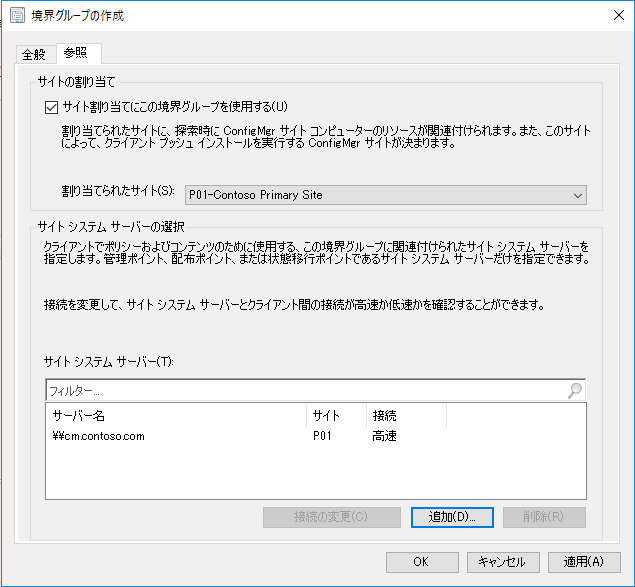 境界グループの作成
全般
参照
サイトの割り当て
サイト割り当てにこの境界グループを使用する(U)
割り当てられたサイトに、探索時に ConfigMgr サイト コンピューターのリソースが関連付けられます。また、このサイト
によって、クライアント プッシュ インストールを実行する ConfigMgr サイトが決まります。
割り当てられたサイト(S):
P01-Contoso Primary Site
サイト システム サーバーの選択
クライアントでポリシーおよびコンテンツのために使用する、この境界グループに関連付けられたサイト システム サーバーを
指定します。管理ポイント、配布ポイント、または状態移行ポイントであるサイト システム サーバーだけを指定できます。
接続を変更して、サイト システム サーバーとクライアント間の接続が高速か低速かを確認することができます。
サイト システム サーバー(T):
フィルター...
サーバー名 サイト 接続
¥¥cm.contoso.com P01 高速
接続の変更(C) 追加(D)... 削除(R)
OK キャンセル 適用(A)